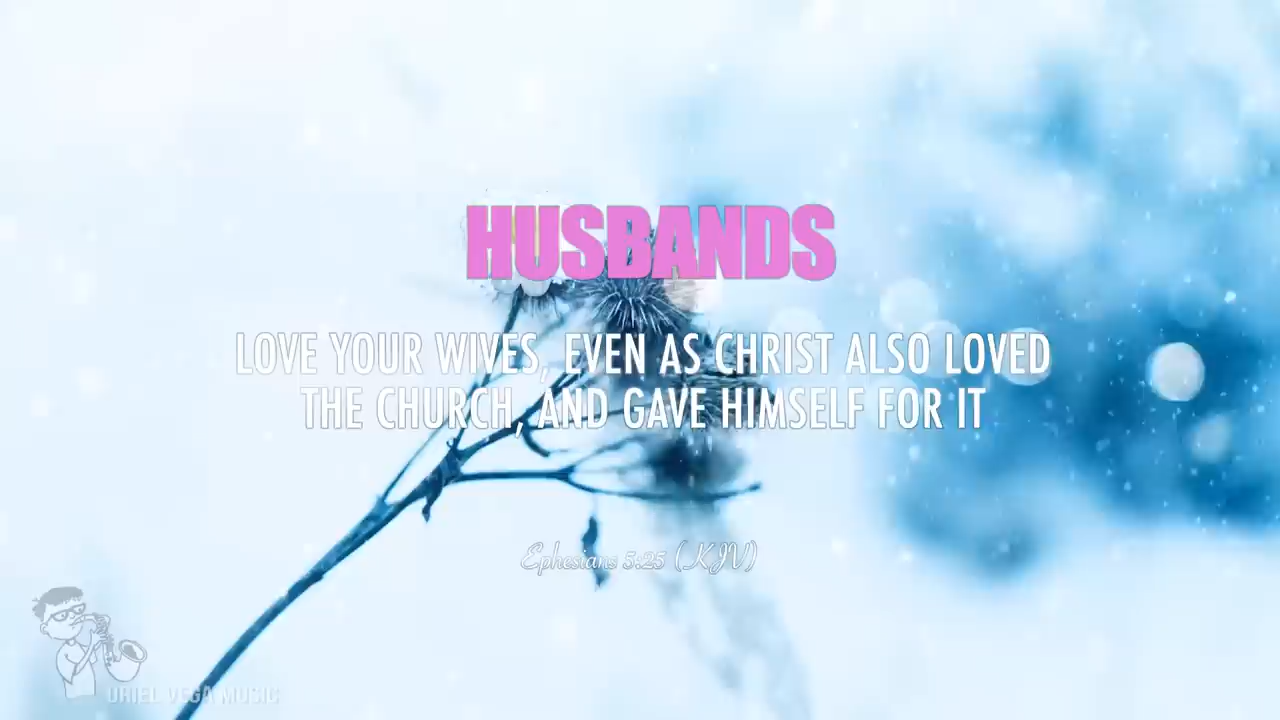 HUSBANDS
LOVE YOUR WIVES, EVEN AS CHRIST ALSO LOVED
THE CHURCH, AND GAVE HIMSELF FOR IT
Ephesians 5:25 (KJV)
URIEL VEGA MUSIC